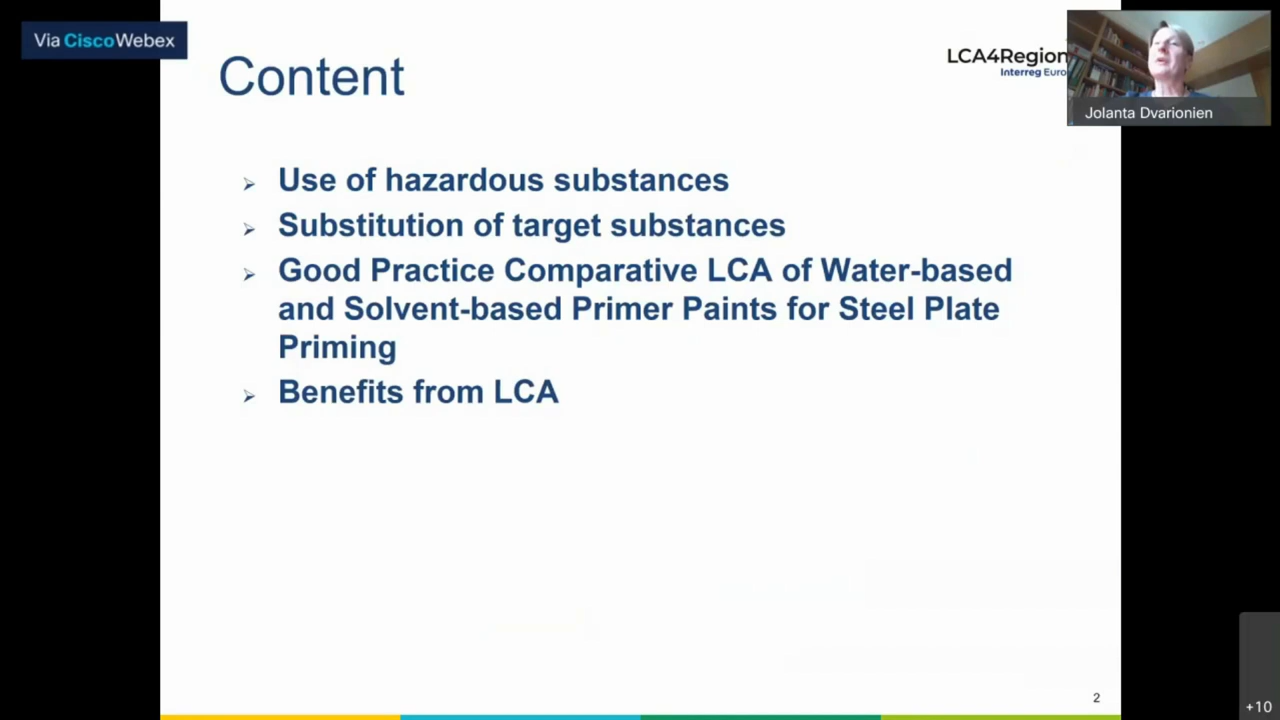 Via CiscoWebex
Content
LCA4Region
Interreg Euro
Jolanta Dvarionien
Use of hazardous substances
Substitution of target substances
Good Practice Comparative LCA of Water-based
and Solvent-based Primer Paints for Steel Plate
Priming
Benefits from LCA
2
+10